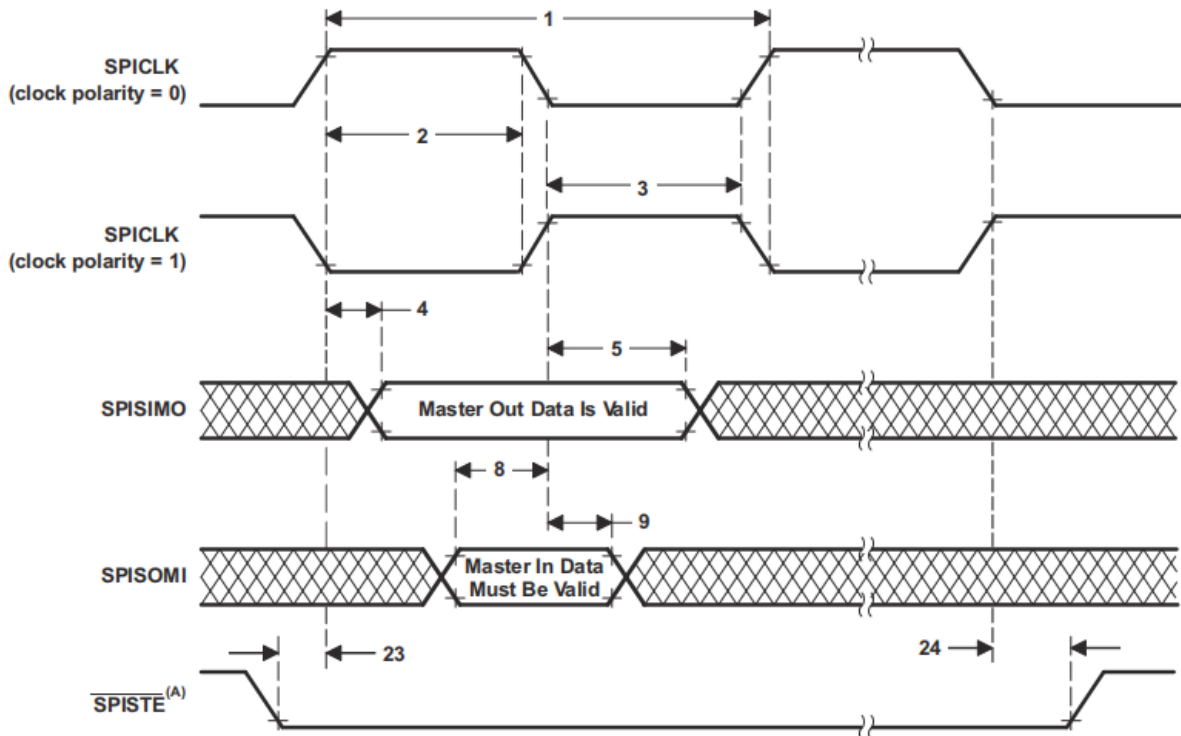 1
SPICLK
(clock polarity = 0)
2
3
SPICLK
(clock polarity = 1)
4
5
SPISIMO
Master Out Data Is Valid
8
9
SPISOMI
Master In Data
Must Be Valid
23
24
SPISTE(A)